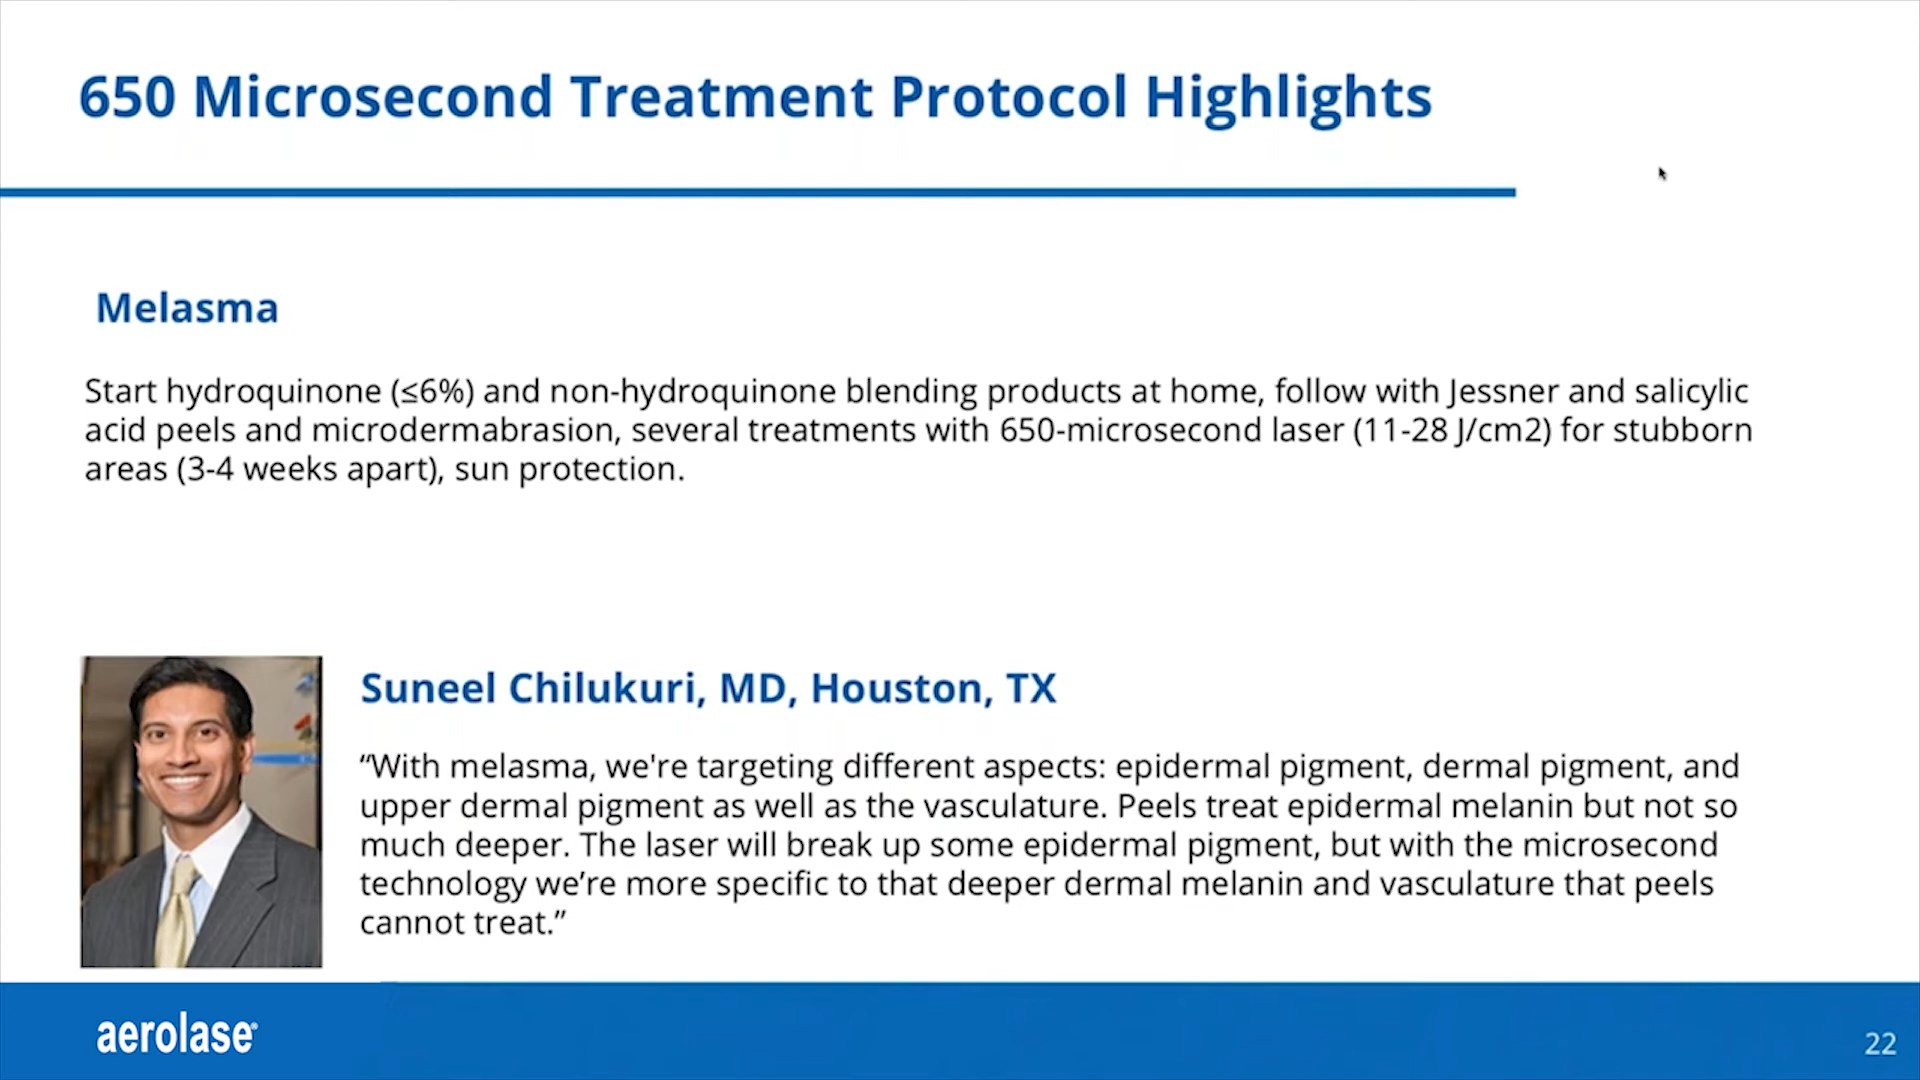 650 Microsecond Treatment Protocol Highlights
Melasma
Start hydroquinone (≤6%) and non-hydroquinone blending products at home, follow with Jessner and salicylic
acid peels and microdermabrasion, several treatments with 650-microsecond laser (11-28 J/cm2) for stubborn
areas (3-4 weeks apart), sun protection.
Suneel Chilukuri, MD, Houston, TX
“With melasma, we're targeting different aspects: epidermal pigment, dermal pigment, and
upper dermal pigment as well as the vasculature. Peels treat epidermal melanin but not so
much deeper. The laser will break up some epidermal pigment, but with the microsecond
technology we’re more specific to that deeper dermal melanin and vasculature that peels
cannot treat.”
aerolase®
22